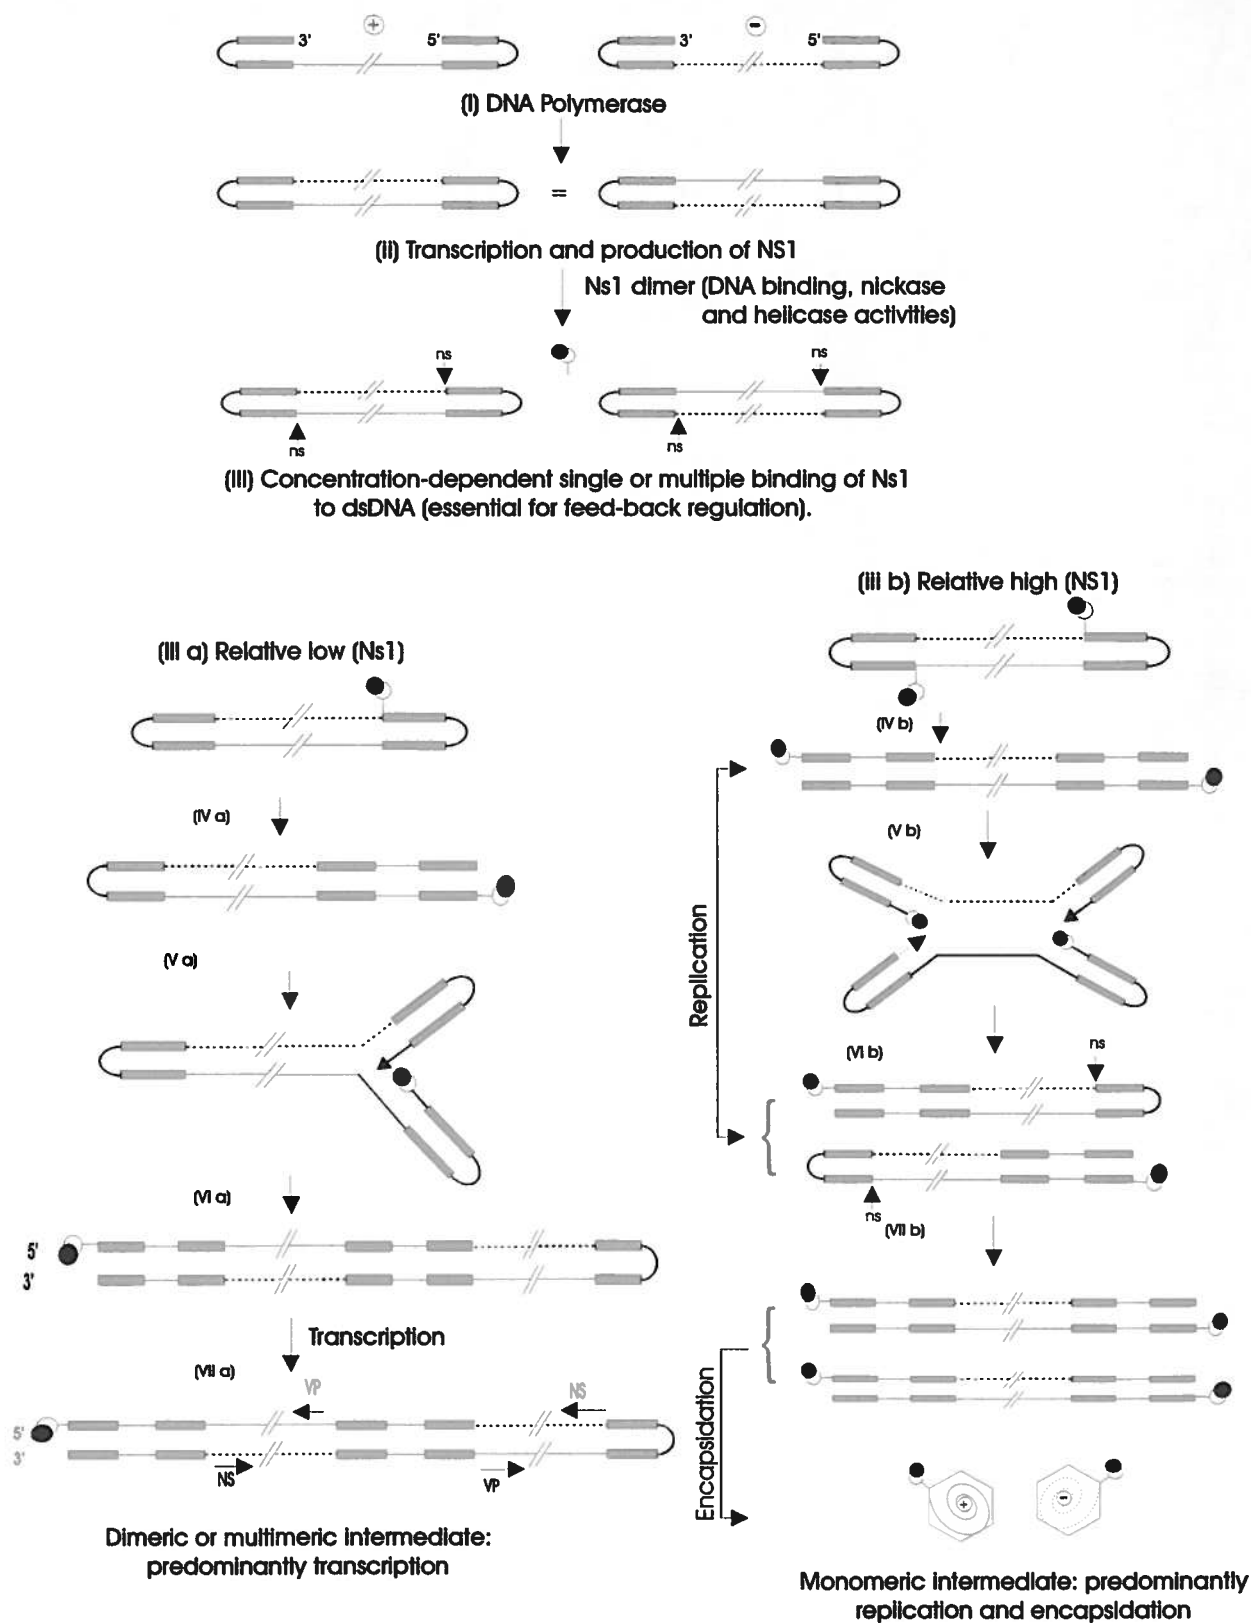 +
−
3'
5'
3'
5'
(i) DNA Polymerase
=
(ii) Transcription and production of NS1
Ns1 dimer (DNA binding, nickase
and helicase activities)
ns
ns
ns
ns
(iii) Concentration-dependent single or multiple binding of Ns1
to dsDNA (essential for feed-back regulation).
(iii a) Relative low (Ns1)
(iv a)
(v a)
(vi a)
5'
3'
Transcription
(vii a)
VP
NS
5'
3'
NS
VP
Dimeric or multimeric intermediate:
predominantly transcription
(iii b) Relative high (NS1)
(iv b)
(v b)
Replication
(vi b)
ns
ns
(vii b)
Encapsidation
+
−
Monomeric intermediate: predominantly
replication and encapsidation